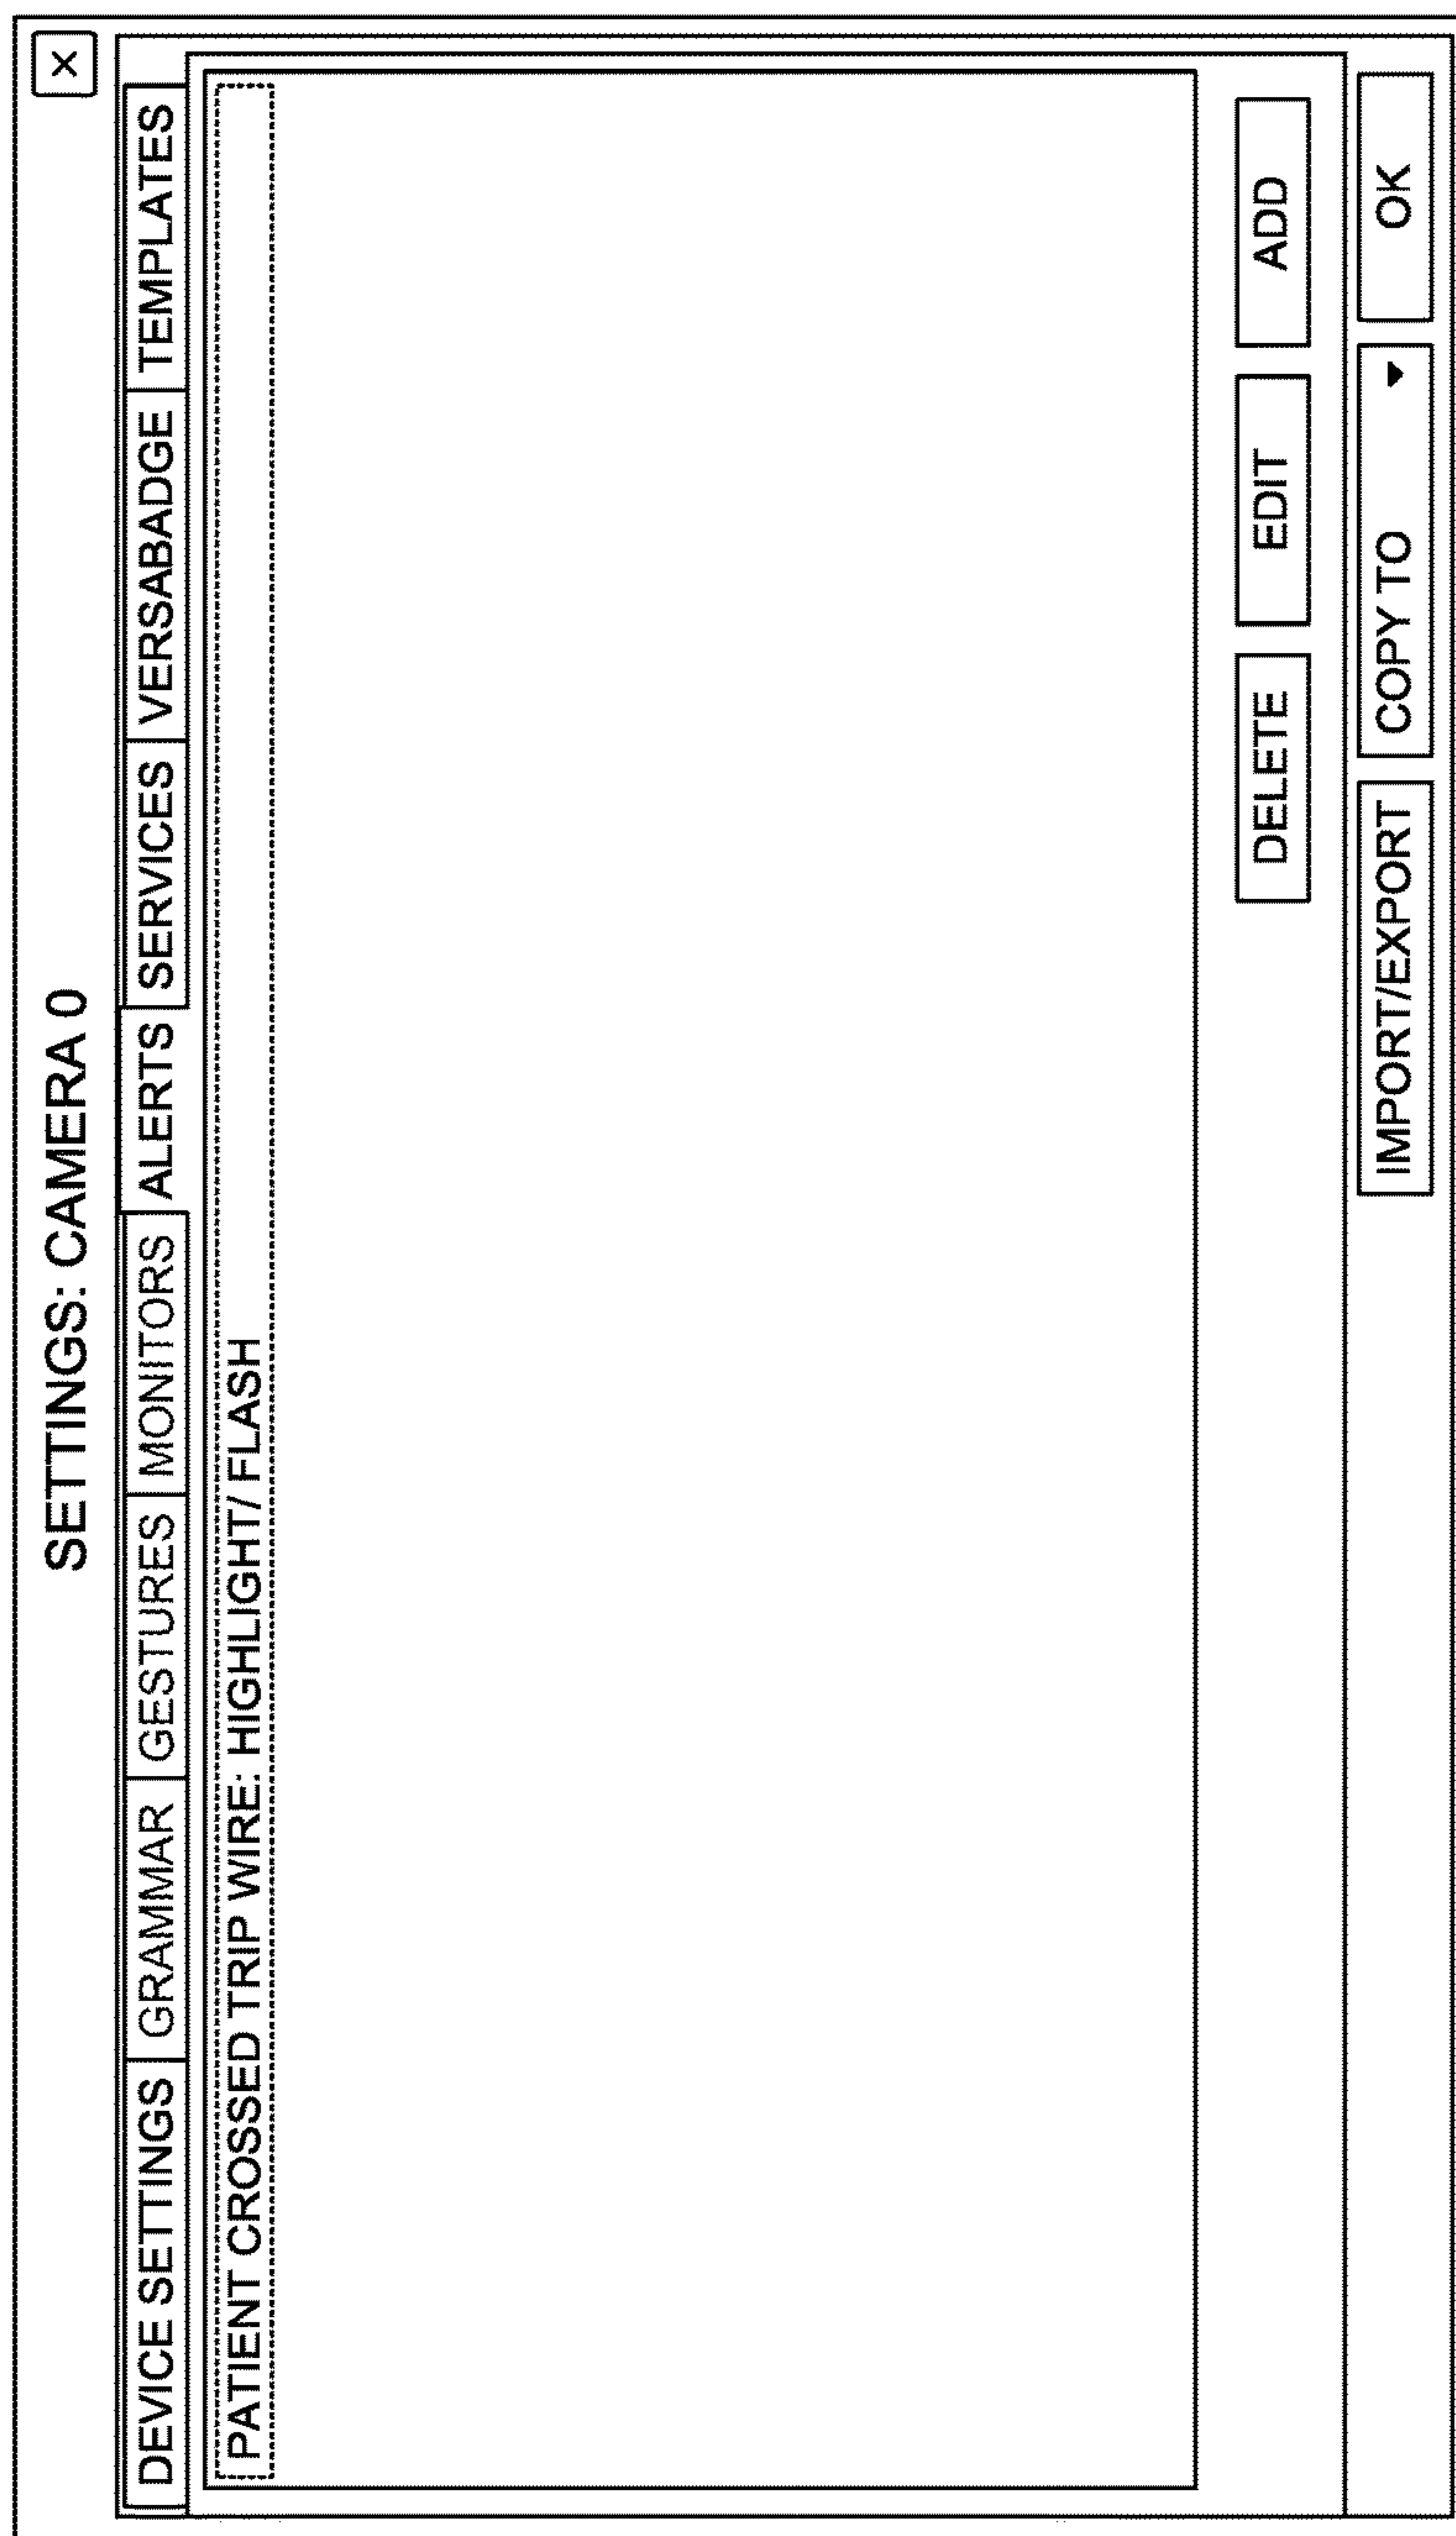 SETTINGS: CAMERA 0
X
DEVICE SETTINGS GRAMMAR GESTURES MONITORS ALERTS SERVICES VERSABADGE TEMPLATES
PATIENT CROSSED TRIP WIRE: HIGHLIGHT/ FLASH
DELETE EDIT ADD
IMPORT/EXPORT COPY TO OK